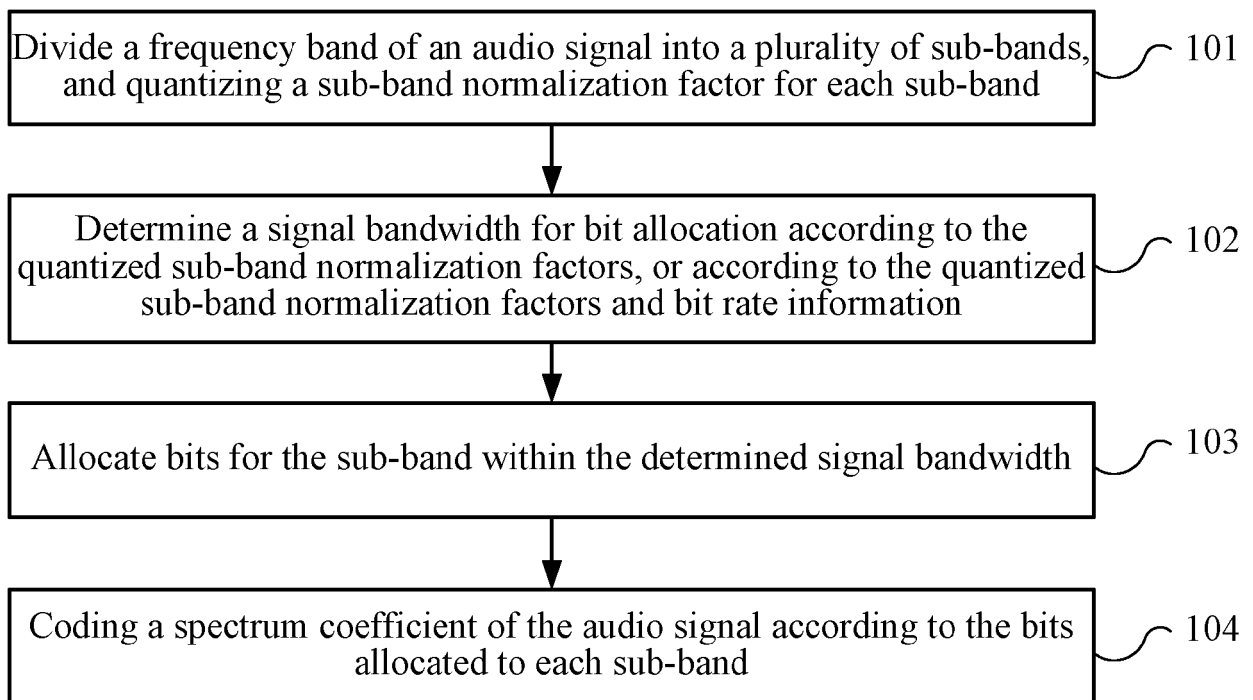 Divide a frequency band of an audio signal into a plurality of sub-bands,
and quantizing a sub-band normalization factor for each sub-band
101
Determine a signal bandwidth for bit allocation according to the
quantized sub-band normalization factors, or according to the quantized
sub-band normalization factors and bit rate information
102
Allocate bits for the sub-band within the determined signal bandwidth
103
Coding a spectrum coefficient of the audio signal according to the bits
allocated to each sub-band
104